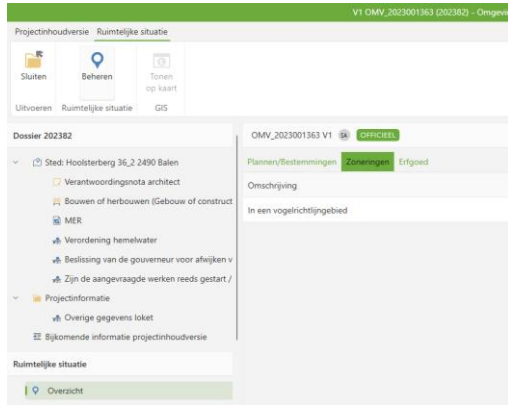 V1 OMV_2023001363 (202382) - Omgevin
Projectinhoudversie Ruimtelijke situatie
Sluiten Beheren Tonen op kaart
Uitvoeren Ruimtelijke situatie GIS
Dossier 202382
Sted: Hoolsterberg 36_2 2490 Balen
Verantwoordingsnota architect
Bouwen of herbouwen (Gebouw of construct
MER
Verordening hemelwater
Beslissing van de gouverneur voor afwijken v
Zijn de aangevraagde werken reeds gestart /
Projectinformatie
Overige gegevens loket
Bijkomende informatie projectinhoudversie
Ruimtelijke situatie
Overzicht
OMV_2023001363 V1 SA OFFICIEEL
Plannen/Bestemmingen Zoneringen Erfgoed
Omschrijving
In een vogelrichtlijngebied